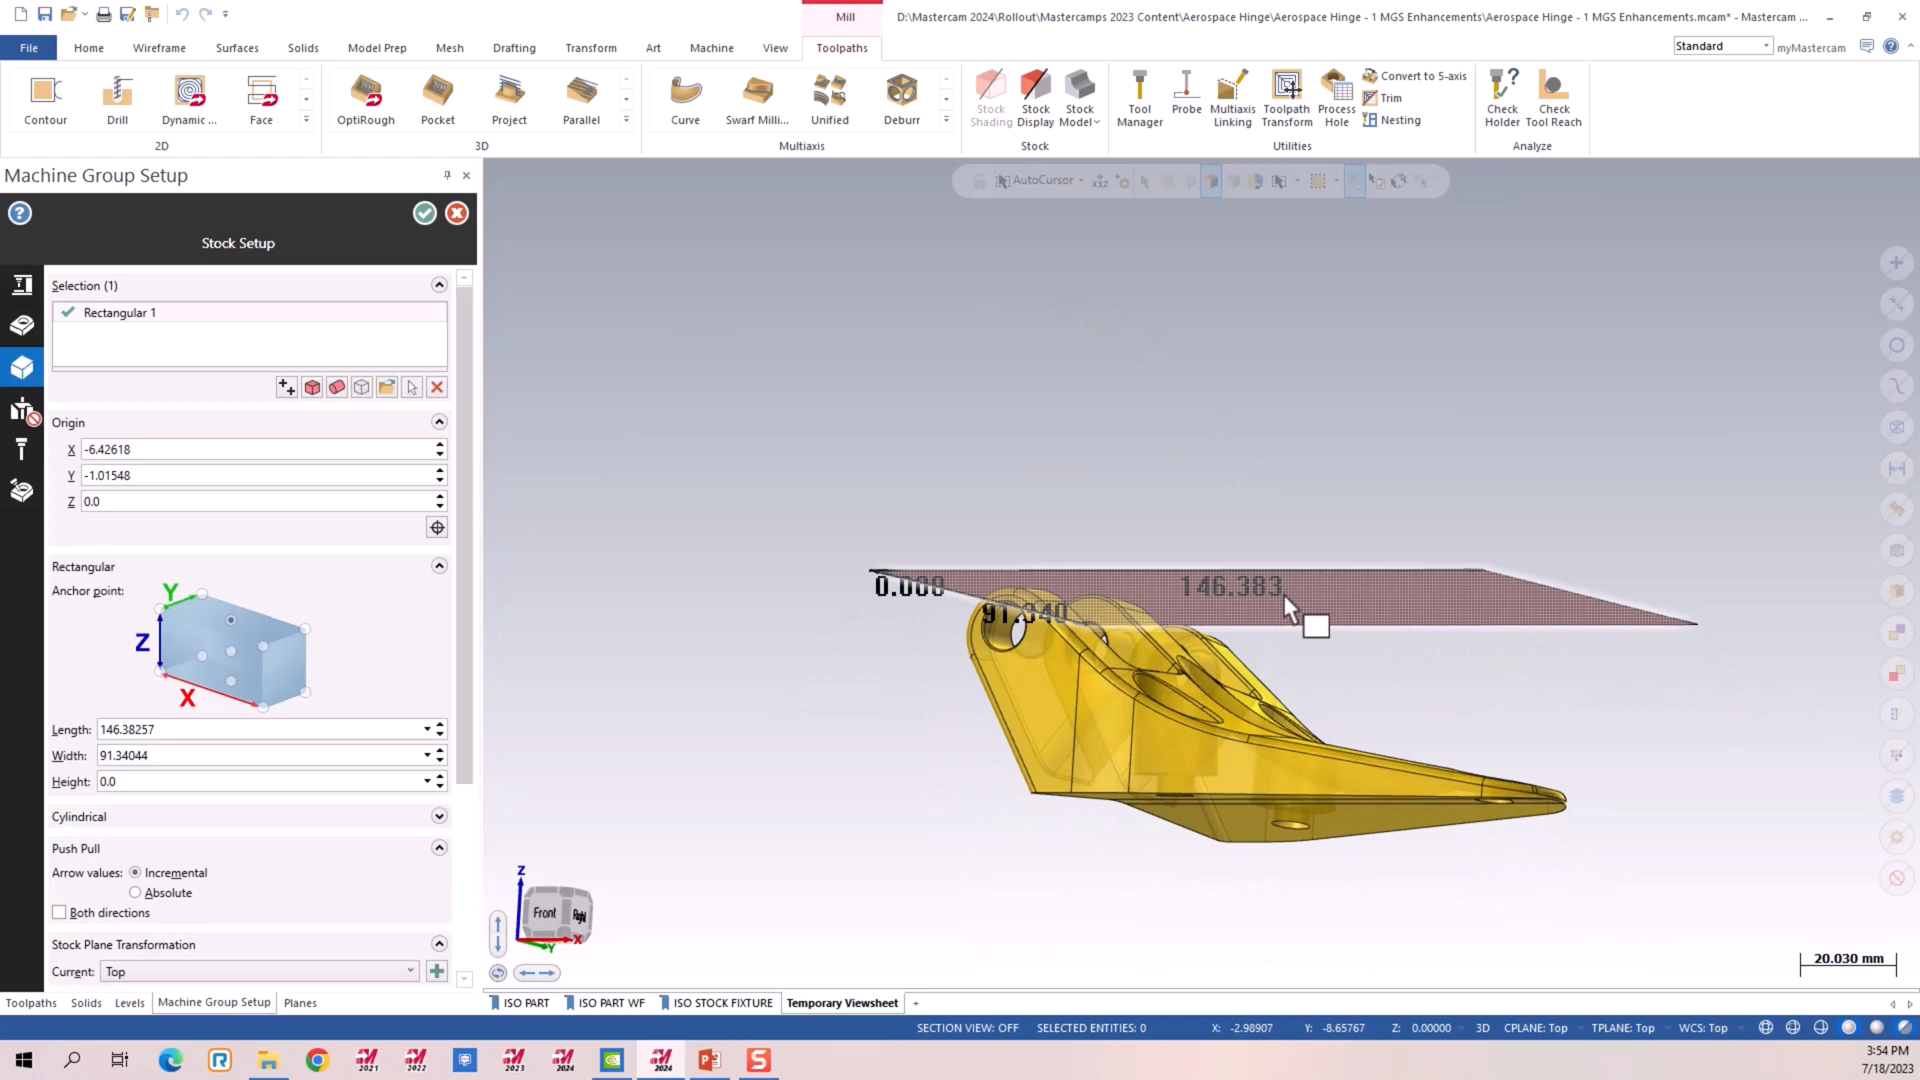 Mill
D:\Mastercam 2024\Rollout\Mastercamps 2023 Content\Aerospace Hinge\Aerospace Hinge - 1 MGS Enhancements\Aerospace Hinge - 1 MGS Enhancements.mcam* - Mastercam ...
File Home Wireframe Surfaces Solids Model Prep Mesh Drafting Transform Art Machine View Toolpaths
Standard myMastercam
Contour Drill Dynamic ... Face
OptiRough Pocket Project Parallel
Curve Swarf Milli... Unified Deburr
Stock Shading Stock Display Stock Model
Tool Manager Probe Multiaxis Linking Toolpath Transform Process Hole
Convert to 5-axis
Trim
Nesting
Check Holder Check Tool Reach
2D 3D Multiaxis Stock Utilities Analyze
Machine Group Setup
AutoCursor
Stock Setup
Selection (1)
Rectangular 1
Origin
X -6.42618
Y -1.01548
Z 0.0
Rectangular
Anchor point:
Y
Z
X
Length: 146.38257
Width: 91.34044
Height: 0.0
Cylindrical
Push Pull
Arrow values: Incremental
Absolute
Both directions
Stock Plane Transformation
Current: Top
0.000 146.383
91.340
Z
Front Right
X
Y
20.030 mm
Toolpaths Solids Levels Machine Group Setup Planes
ISO PART ISO PART WF ISO STOCK FIXTURE Temporary Viewsheet +
SECTION VIEW: OFF SELECTED ENTITIES: 0 X: -2.98907 Y: -8.65767 Z: 0.00000 3D CPLANE: Top TPLANE: Top WCS: Top
2021 2022 2023 2024 2024
3:54 PM
7/18/2023